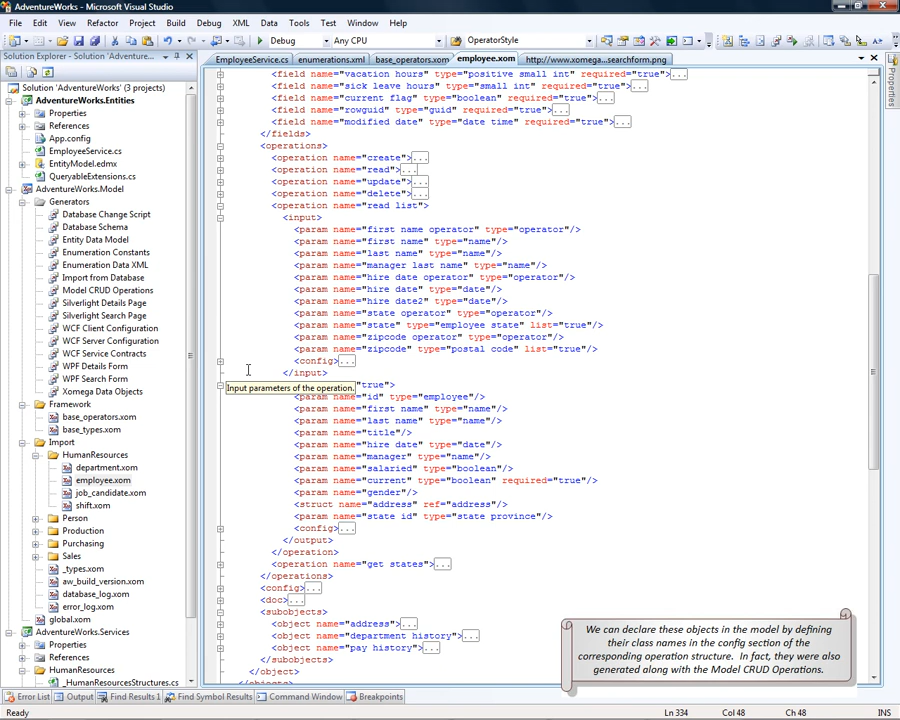 AdventureWorks - Microsoft Visual Studio
File Edit View Refactor Project Build Debug XML Data Tools Test Window Help
Debug Any CPU OperatorStyle
Solution Explorer - Solution 'Adventure...
EmployeeService.cs enumerations.xml base_operators.xom employee.xom http://www.xomega...searchform.png
Properties
Solution 'AdventureWorks' (3 projects)
AdventureWorks.Entities
Properties
References
App.config
EmployeeService.cs
EntityModel.edmx
QueryableExtensions.cs
AdventureWorks.Model
Generators
Database Change Script
Database Schema
Entity Data Model
Enumeration Constants
Enumeration Data XML
Import from Database
Model CRUD Operations
Silverlight Details Page
Silverlight Search Page
WCF Client Configuration
WCF Server Configuration
WCF Service Contracts
WPF Details Form
WPF Search Form
Xomega Data Objects
Framework
base_operators.xom
base_types.xom
Import
HumanResources
department.xom
employee.xom
job_candidate.xom
shift.xom
Person
Production
Purchasing
Sales
_types.xom
aw_build_version.xom
database_log.xom
error_log.xom
global.xom
AdventureWorks.Services
Properties
References
HumanResources
_HumanResourcesStructures.cs
<field name="vacation hours" type="positive small int" required="true">...
<field name="sick leave hours" type="small int" required="true">...
<field name="current flag" type="boolean" required="true">...
<field name="rowguid" type="guid" required="true">...
<field name="modified date" type="date time" required="true">...
</fields>
<operations>
<operation name="create">...
<operation name="read">...
<operation name="update">...
<operation name="delete">...
<operation name="read list">
<input>
<param name="first name operator" type="operator"/>
<param name="first name" type="name"/>
<param name="last name" type="name"/>
<param name="manager last name" type="name"/>
<param name="hire date operator" type="operator"/>
<param name="hire date" type="date"/>
<param name="hire date2" type="date"/>
<param name="state operator" type="operator"/>
<param name="state" type="employee state" list="true"/>
<param name="zipcode operator" type="operator"/>
<param name="zipcode" type="postal code" list="true"/>
<config>...
</input>
"true">
Input parameters of the operation.
<param name="id" type="employee"/>
<param name="first name" type="name"/>
<param name="last name" type="name"/>
<param name="title"/>
<param name="hire date" type="date"/>
<param name="manager" type="name"/>
<param name="salaried" type="boolean"/>
<param name="current" type="boolean" required="true"/>
<param name="gender"/>
<struct name="address" ref="address"/>
<param name="state id" type="state province"/>
<config>...
</output>
</operation>
<operation name="get states">...
</operations>
<config>...
<doc>...
<subobjects>
<object name="address">...
<object name="department history">...
<object name="pay history">...
</subobjects>
</object>
We can declare these objects in the model by defining
their class names in the config section of the
corresponding operation structure. In fact, they were also
generated along with the Model CRUD Operations.
Error List Output Find Results 1 Find Symbol Results Command Window Breakpoints
Ready Ln 334 Col 48 Ch 48 INS